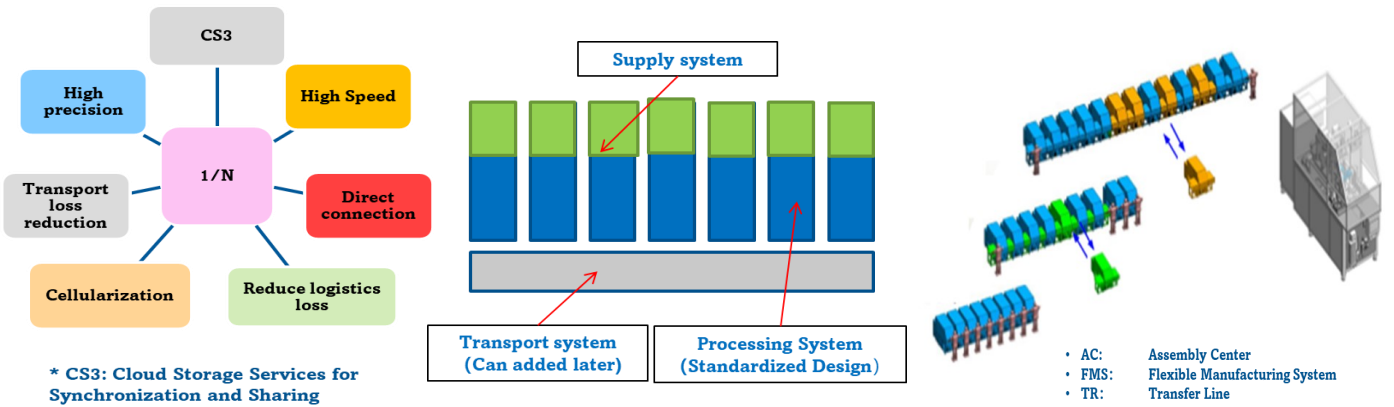 CS3
High
precision
High Speed
1/N
Transport
loss
reduction
Direct
connection
Cellularization
Reduce logistics
loss
* CS3: Cloud Storage Services for
Synchronization and Sharing
Supply system
Transport system
(Can added later)
Processing System
(Standardized Design)
• AC: Assembly Center
• FMS: Flexible Manufacturing System
• TR: Transfer Line